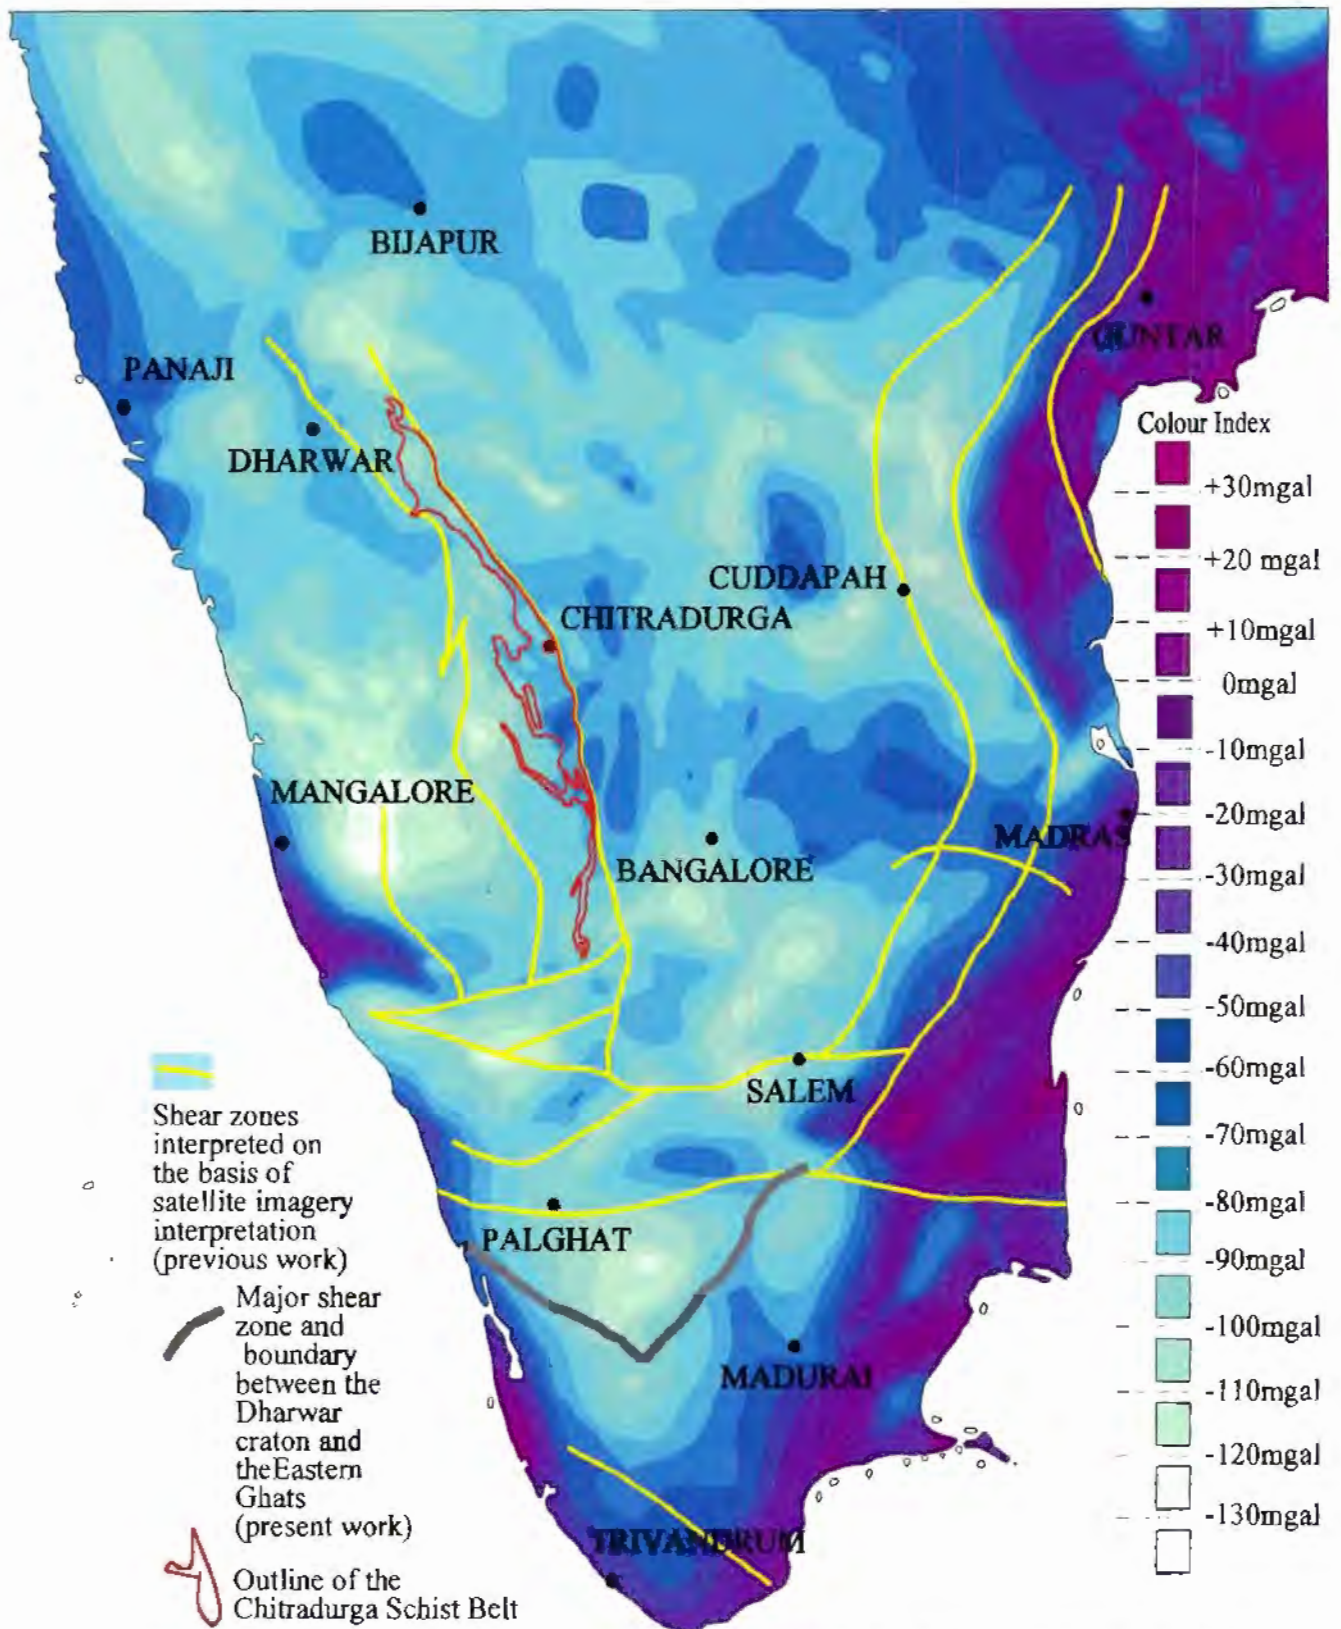 BIJAPUR
GUNTAR
PANAJI
DHARWAR
Colour Index
+30mgal
+20 mgal
CUDDAPAH
CHITRADURGA
+10mgal
0mgal
-10mgal
MANGALORE
-20mgal
MADRAS
BANGALORE
-30mgal
-40mgal
-50mgal
-60mgal
SALEM
-70mgal
-80mgal
PALGHAT
-90mgal
-100mgal
MADURAI
-110mgal
-120mgal
-130mgal
TRIVANDRUM
Shear zones
interpreted on
the basis of
satellite imagery
interpretation
(previous work)
Major shear
zone and
boundary
between the
Dharwar
craton and
theEastern
Ghats
(present work)
Outline of the
Chitradurga Schist Belt